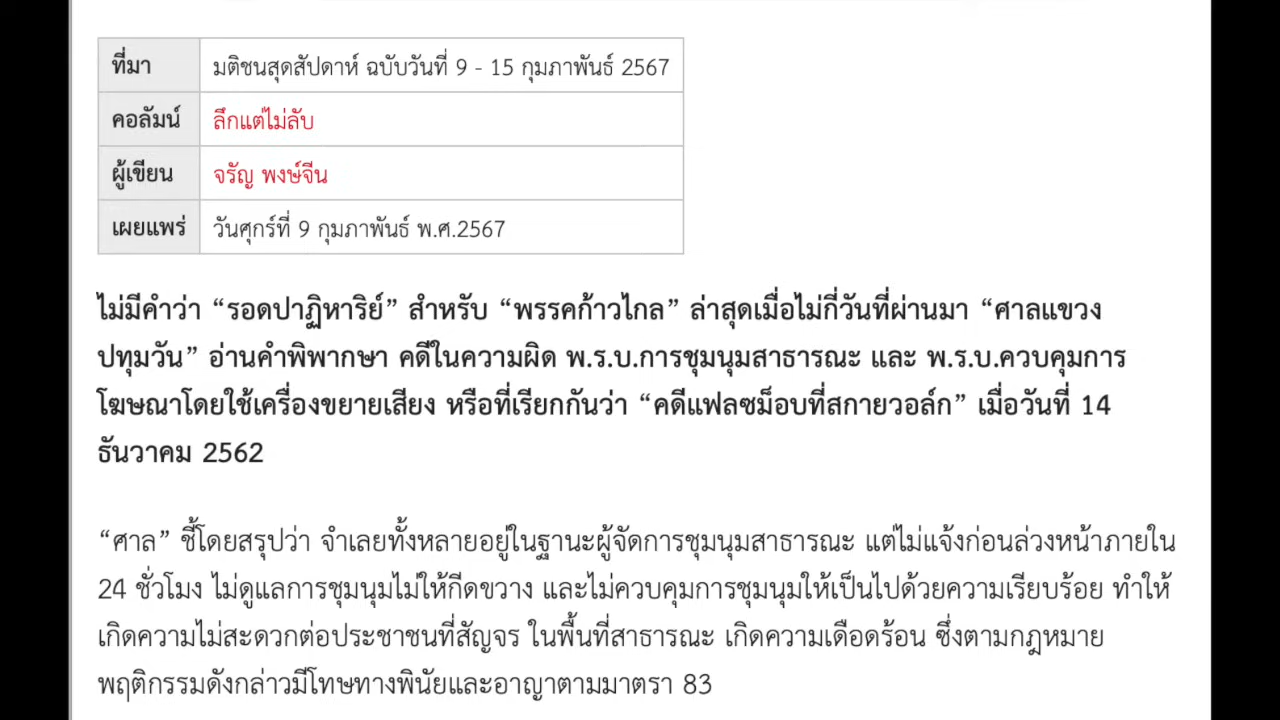 ที่มา มติชนสุดสัปดาห์ ฉบับวันที่ 9 - 15 กุมภาพันธ์ 2567
คอลัมน์ ลึกแต่ไม่ลับ
ผู้เขียน จรัญ พงษ์จีน
เผยแพร่ วันศุกร์ที่ 9 กุมภาพันธ์ พ.ศ.2567
ไม่มีคำว่า “รอดปาฏิหาริย์” สำหรับ “พรรคก้าวไกล” ล่าสุดเมื่อไม่กี่วันที่ผ่านมา “ศาลแขวง
ปทุมวัน” อ่านคำพิพากษา คดีในความผิด พ.ร.บ.การชุมนุมสาธารณะ และ พ.ร.บ.ควบคุมการ
โฆษณาโดยใช้เครื่องขยายเสียง หรือที่เรียกกันว่า “คดีแฟลซม็อบที่สกายวอล์ก” เมื่อวันที่ 14
ธันวาคม 2562
“ศาล” ชี้โดยสรุปว่า จำเลยทั้งหลายอยู่ในฐานะผู้จัดการชุมนุมสาธารณะ แต่ไม่แจ้งก่อนล่วงหน้าภายใน
24 ชั่วโมง ไม่ดูแลการชุมนุมไม่ให้กีดขวาง และไม่ควบคุมการชุมนุมให้เป็นไปด้วยความเรียบร้อย ทำให้
เกิดความไม่สะดวกต่อประชาชนที่สัญจร ในพื้นที่สาธารณะ เกิดความเดือดร้อน ซึ่งตามกฎหมาย
พฤติกรรมดังกล่าวมีโทษทางพินัยและอาญาตามมาตรา 83